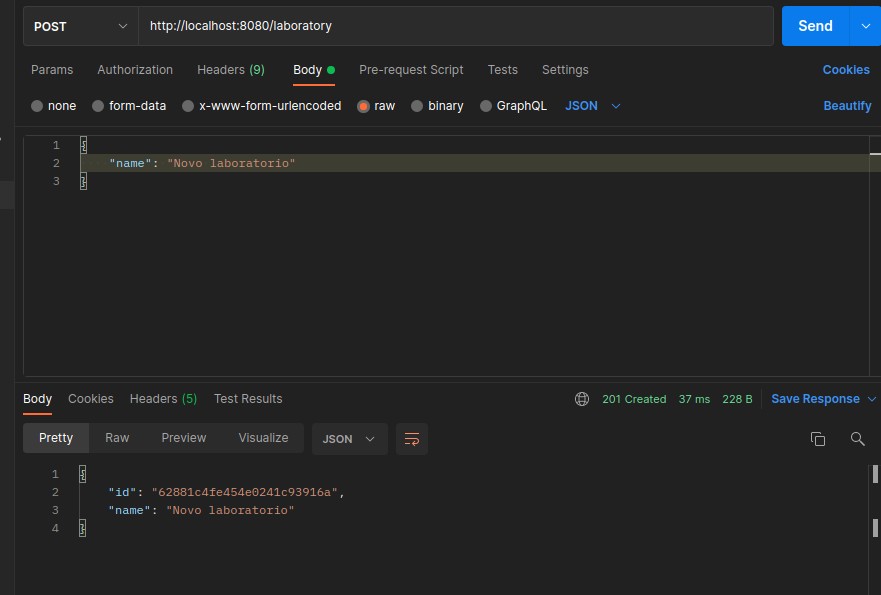 POST http://localhost:8080/laboratory Send
Params Authorization Headers (9) Body Pre-request Script Tests Settings Cookies
none form-data x-www-form-urlencoded raw binary GraphQL JSON Beautify
1 {
2 "name": "Novo laboratorio"
3 }
Body Cookies Headers (5) Test Results 201 Created 37 ms 228 B Save Response
Pretty Raw Preview Visualize JSON
1 {
2 "id": "62881c4fe454e0241c93916a",
3 "name": "Novo laboratorio"
4 }